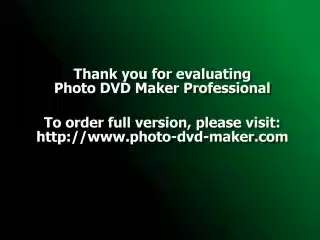 Thank you for evaluating
Photo DVD Maker Professional
To order full version, please visit:
http://www.photo-dvd-maker.com